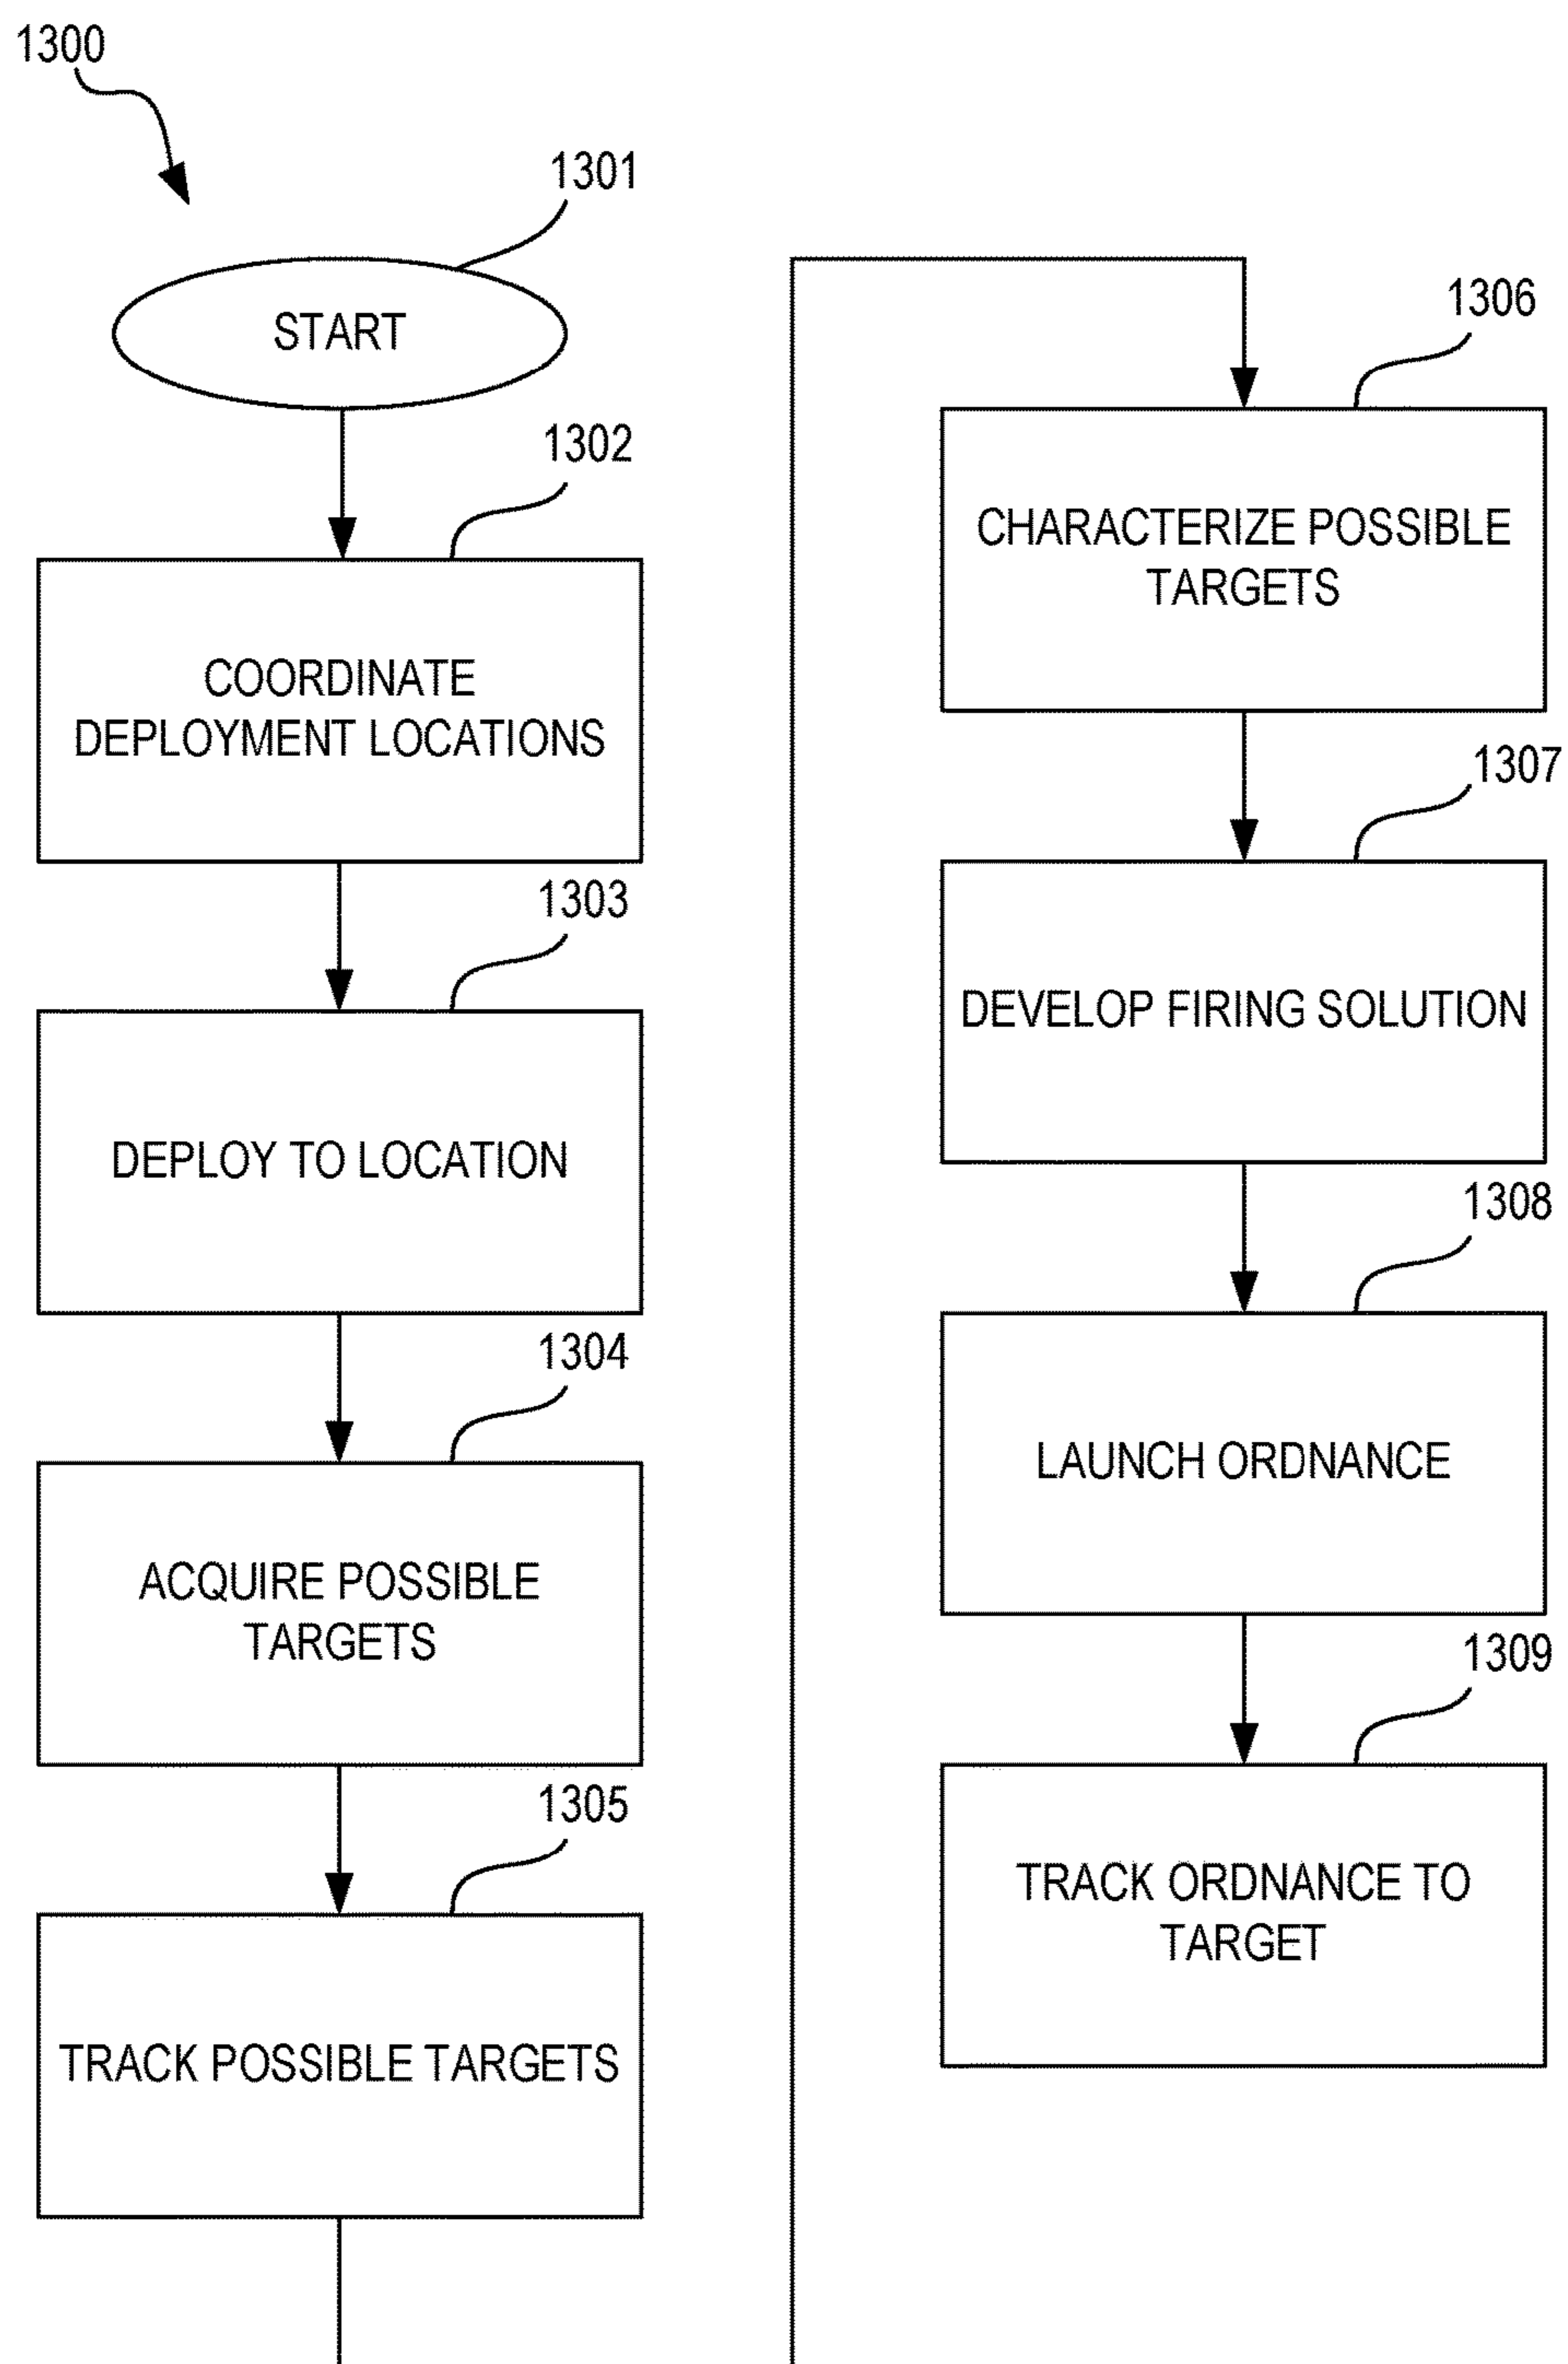 1300
1301
START
1302
COORDINATE
DEPLOYMENT LOCATIONS
1303
DEPLOY TO LOCATION
1304
ACQUIRE POSSIBLE
TARGETS
1305
TRACK POSSIBLE TARGETS
1306
CHARACTERIZE POSSIBLE
TARGETS
1307
DEVELOP FIRING SOLUTION
1308
LAUNCH ORDNANCE
1309
TRACK ORDNANCE TO
TARGET